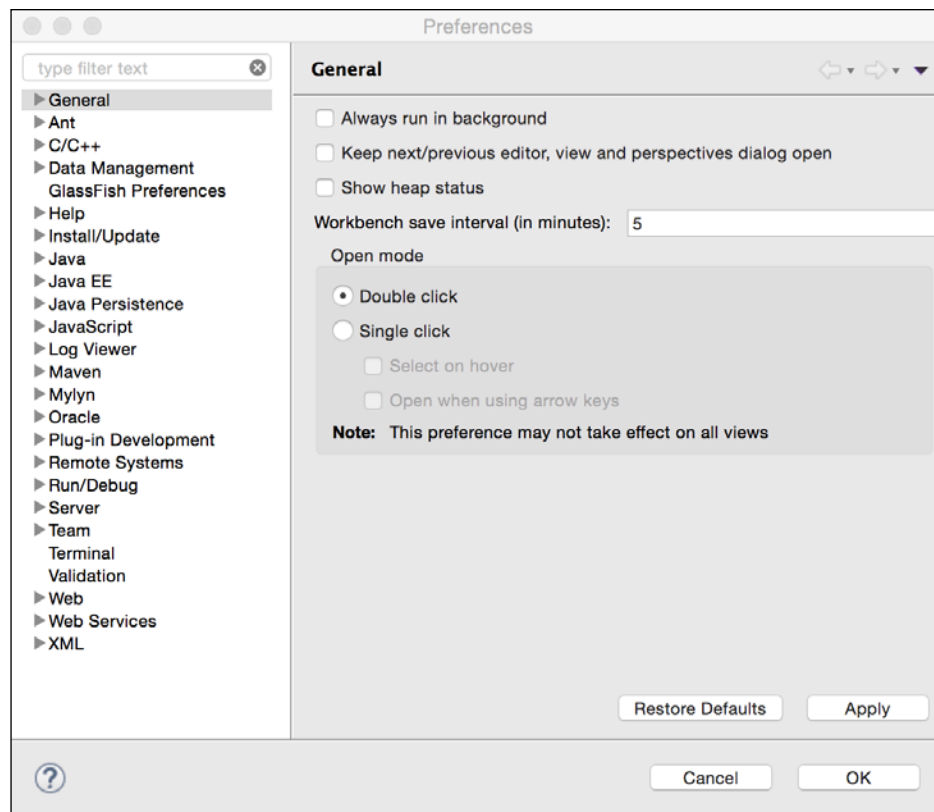 Preferences
type filter text
General
Ant
C/C++
Data Management
GlassFish Preferences
Help
Install/Update
Java
Java EE
Java Persistence
JavaScript
Log Viewer
Maven
Mylyn
Oracle
Plug-in Development
Remote Systems
Run/Debug
Server
Team
Terminal
Validation
Web
Web Services
XML
General
Always run in background
Keep next/previous editor, view and perspectives dialog open
Show heap status
Workbench save interval (in minutes): 5
Open mode
Double click
Single click
Select on hover
Open when using arrow keys
Note: This preference may not take effect on all views
Restore Defaults Apply
? Cancel OK